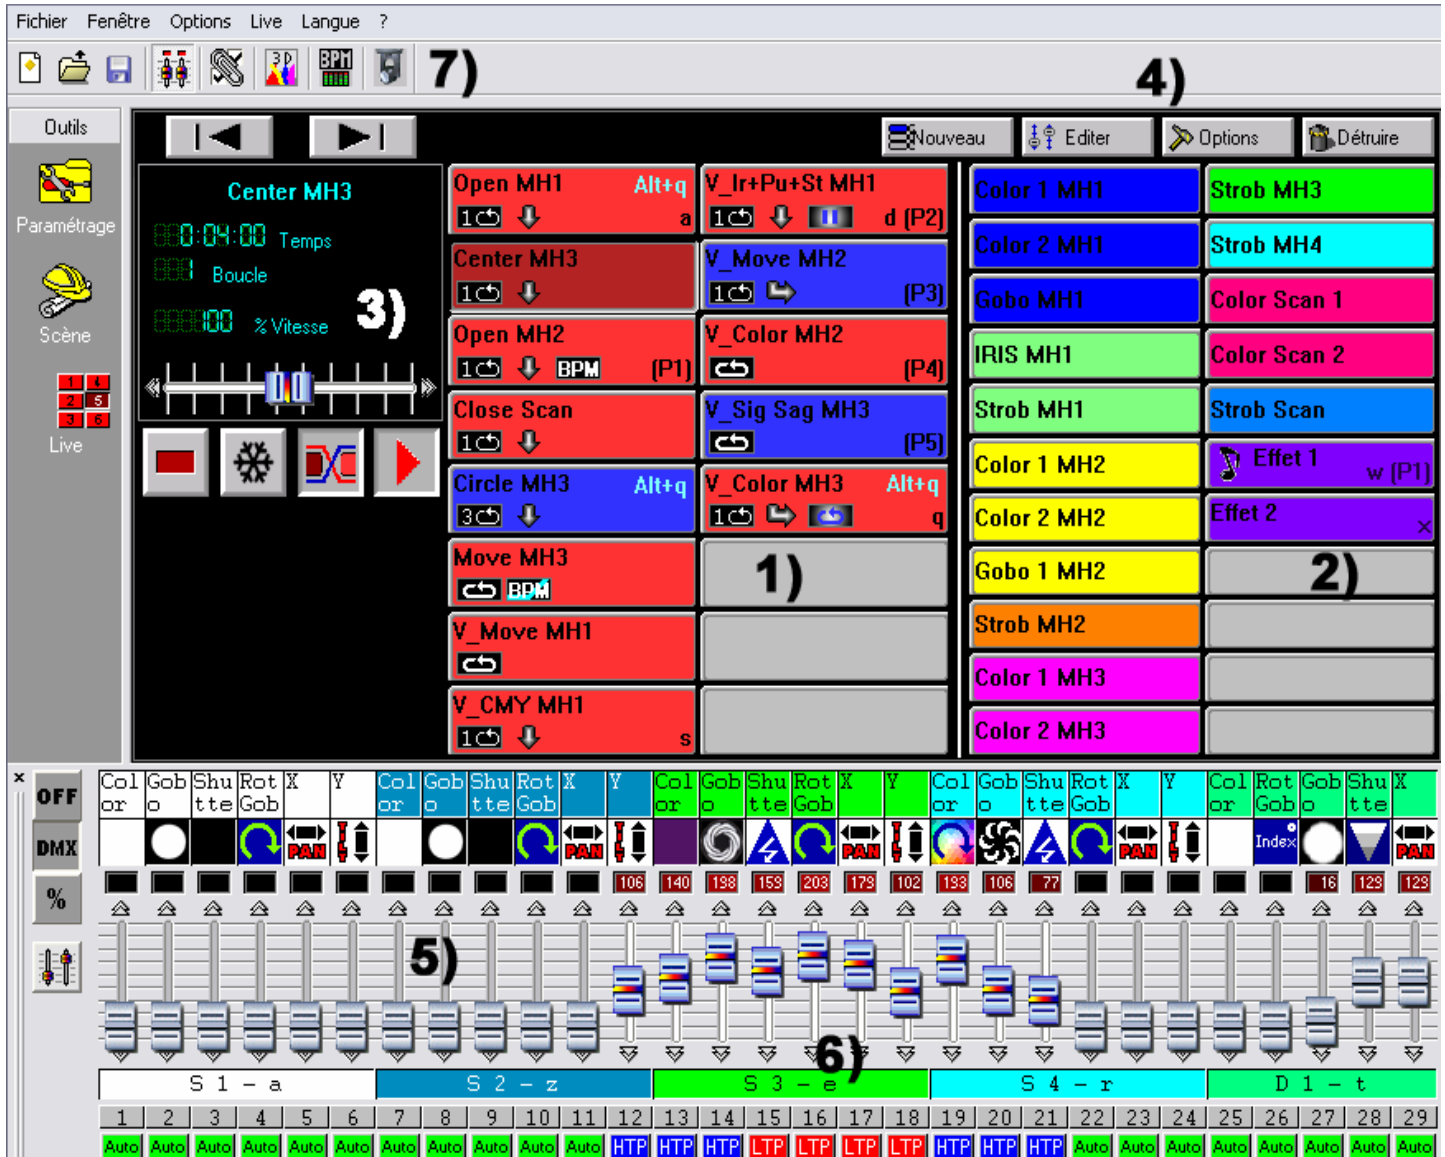 Fichier Fenêtre Options Live Langue ?
3D BPM 7) 4)
Outils
Paramétrage
Scène
Live
Nouveau Editer Options Détruire
Center MH3
0:04:00 Temps
1 Boucle
100 % Vitesse
3)
Open MH1 Alt+q
1 a
Center MH3
1
Open MH2
1 BPM (P1)
Close Scan
1
Circle MH3 Alt+q
3
Move MH3
BPM
V_Move MH1
V_CMY MH1
1 s
V_Ir+Pu+St MH1
1 d (P2)
V_Move MH2
1 (P3)
V_Color MH2
(P4)
V_Sig Sag MH3
(P5)
V_Color MH3 Alt+q
1 q
1)
Color 1 MH1
Color 2 MH1
Gobo MH1
IRIS MH1
Strob MH1
Color 1 MH2
Color 2 MH2
Gobo 1 MH2
Strob MH2
Color 1 MH3
Color 2 MH3
Strob MH3
Strob MH4
Color Scan 1
Color Scan 2
Strob Scan
Effet 1 w (P1)
Effet 2 x
2)
OFF
DMX
%
Col Gob Shu Rot X Y Col Gob Shu Rot X Y Col Gob Shu Rot X Y Col Gob Shu Rot X Y Col Rot Gob Shu X
or o tte Gob or o tte Gob or o tte Gob or o tte Gob or Gob o tte
PAN PAN PAN PAN Index PAN
106 140 198 159 203 179 102 193 106 77 16 129 129
5)
6)
S 1 - a S 2 - z S 3 - e S 4 - r D 1 - t
1 2 3 4 5 6 7 8 9 10 11 12 13 14 15 16 17 18 19 20 21 22 23 24 25 26 27 28 29
Auto Auto Auto Auto Auto Auto Auto Auto Auto Auto Auto HTP HTP HTP LTP LTP LTP LTP HTP HTP HTP Auto Auto Auto Auto Auto Auto Auto Auto